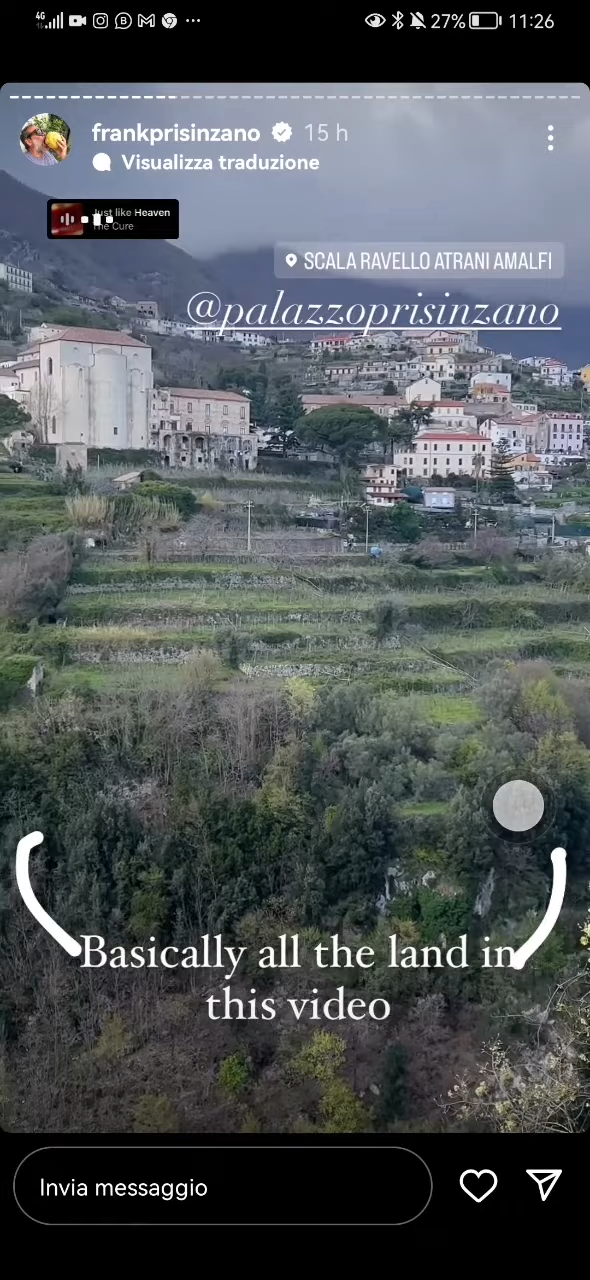 4G 27% 11:26
frankprisinzano 15 h
Visualizza traduzione
Just like Heaven
The Cure
SCALA RAVELLO ATRANI AMALFI
@palazzoprisinzano
Basically all the land in
this video
Invia messaggio